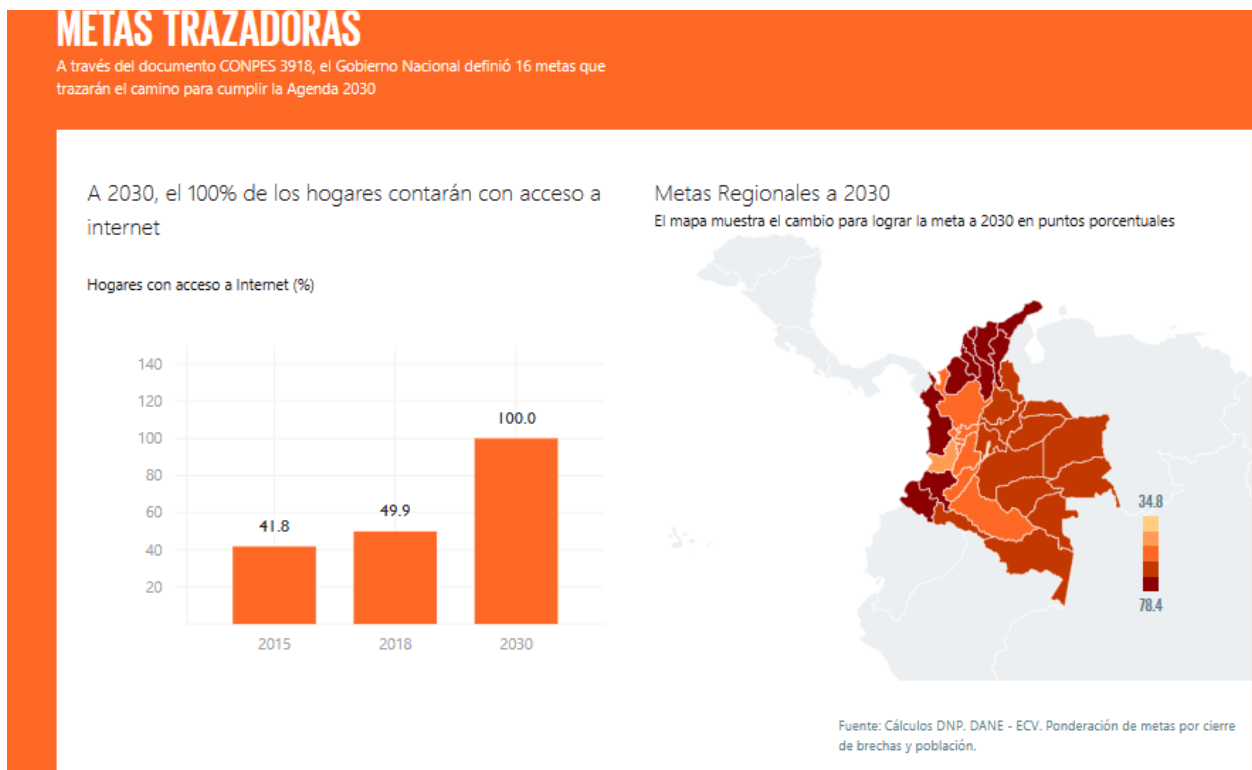 METAS TRAZADORAS
A través del documento CONPES 3918, el Gobierno Nacional definió 16 metas que
trazarán el camino para cumplir la Agenda 2030
A 2030, el 100% de los hogares contarán con acceso a
internet
Hogares con acceso a Internet (%)
140
120
100
80
60
40
20
41.8
49.9
100.0
2015
2018
2030
Metas Regionales a 2030
El mapa muestra el cambio para lograr la meta a 2030 en puntos porcentuales
34.8
78.4
Fuente: Cálculos DNP. DANE - ECV. Ponderación de metas por cierre
de brechas y población.